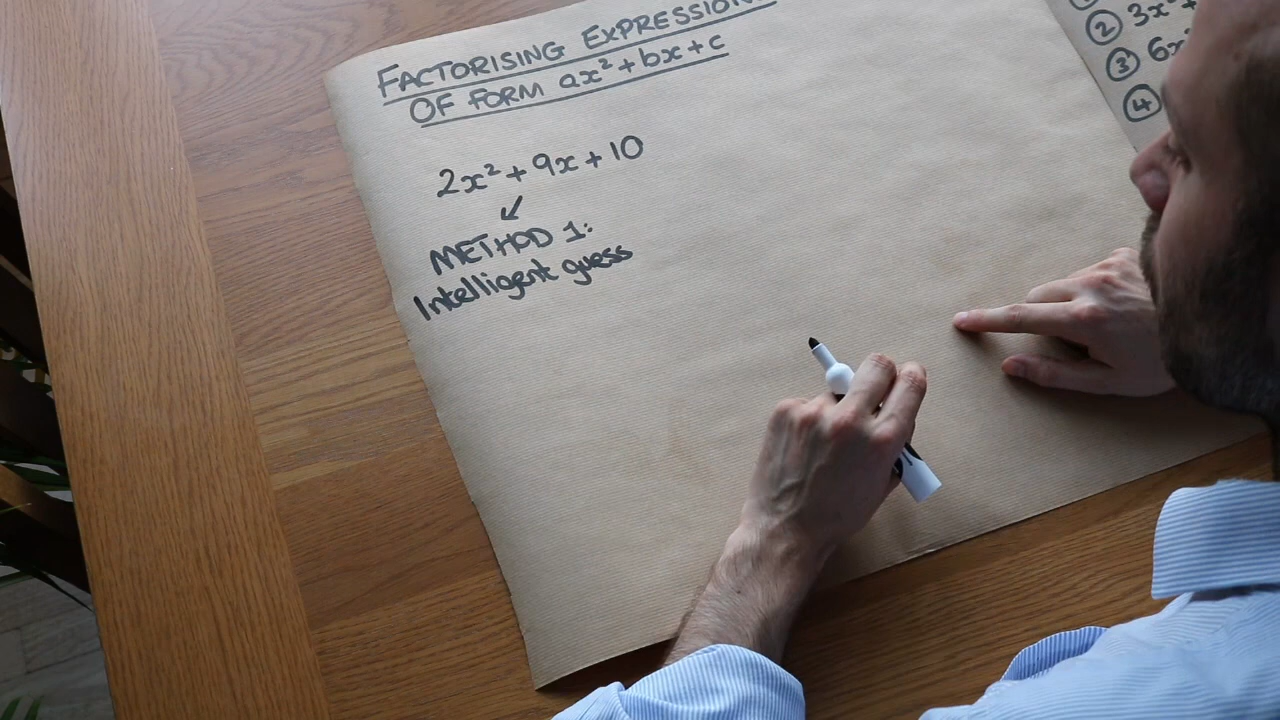 FACTORISING EXPRESSIONS
OF FORM ax² + bx + c
2x² + 9x + 10
↙
METHOD 1:
Intelligent guess
② 3x²+
③ 6x
④